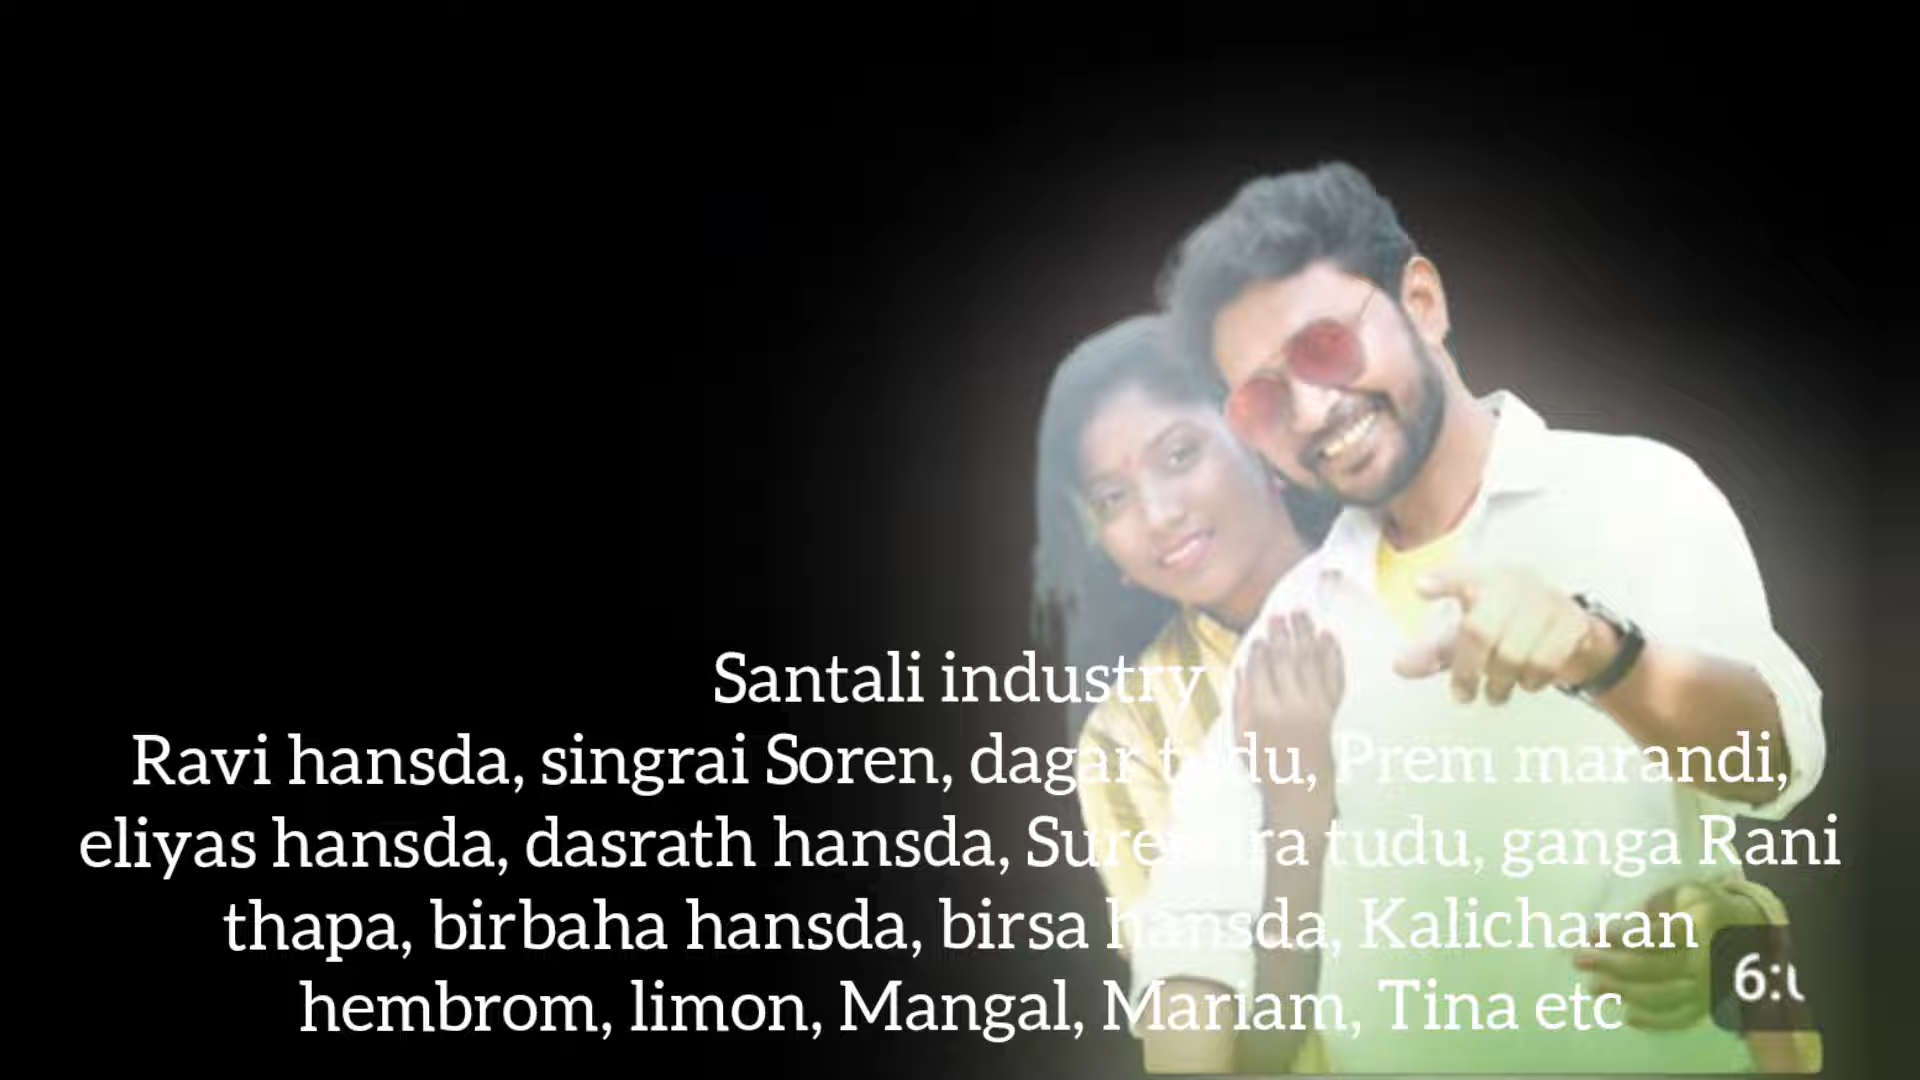 Santali industry
Ravi hansda, singrai Soren, dagar tudu, Prem marandi,
eliyas hansda, dasrath hansda, Surendra tudu, ganga Rani
thapa, birbaha hansda, birsa hansda, Kalicharan
hembrom, limon, Mangal, Mariam, Tina etc